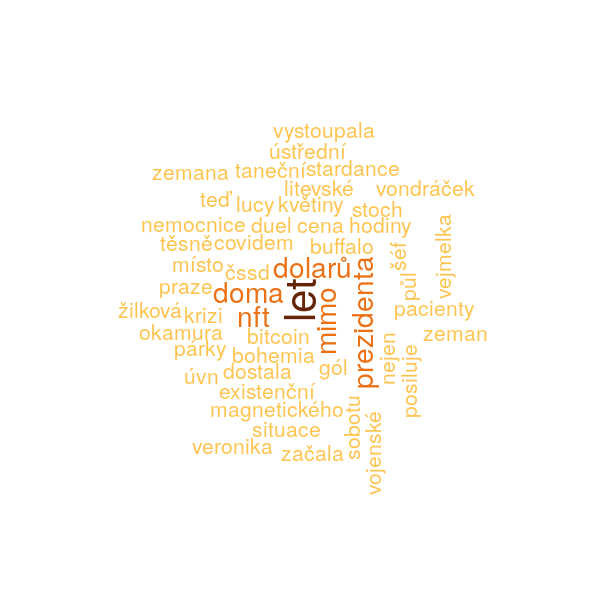 vystoupala
ústřední
zemana taneční stardance
litevské vondráček
teď lucy květiny stoch
nemocnice duel cena hodiny
těsně covidem buffalo šéf vejmelka
místo čssd dolarů
praze doma let mimo prezidenta půl
žilková krizi nft pacienty
okamura bitcoin zeman
párky bohemia nejen
úvn dostala gól posiluje
existenční
magnetického
situace sobotu vojenské
veronika začala